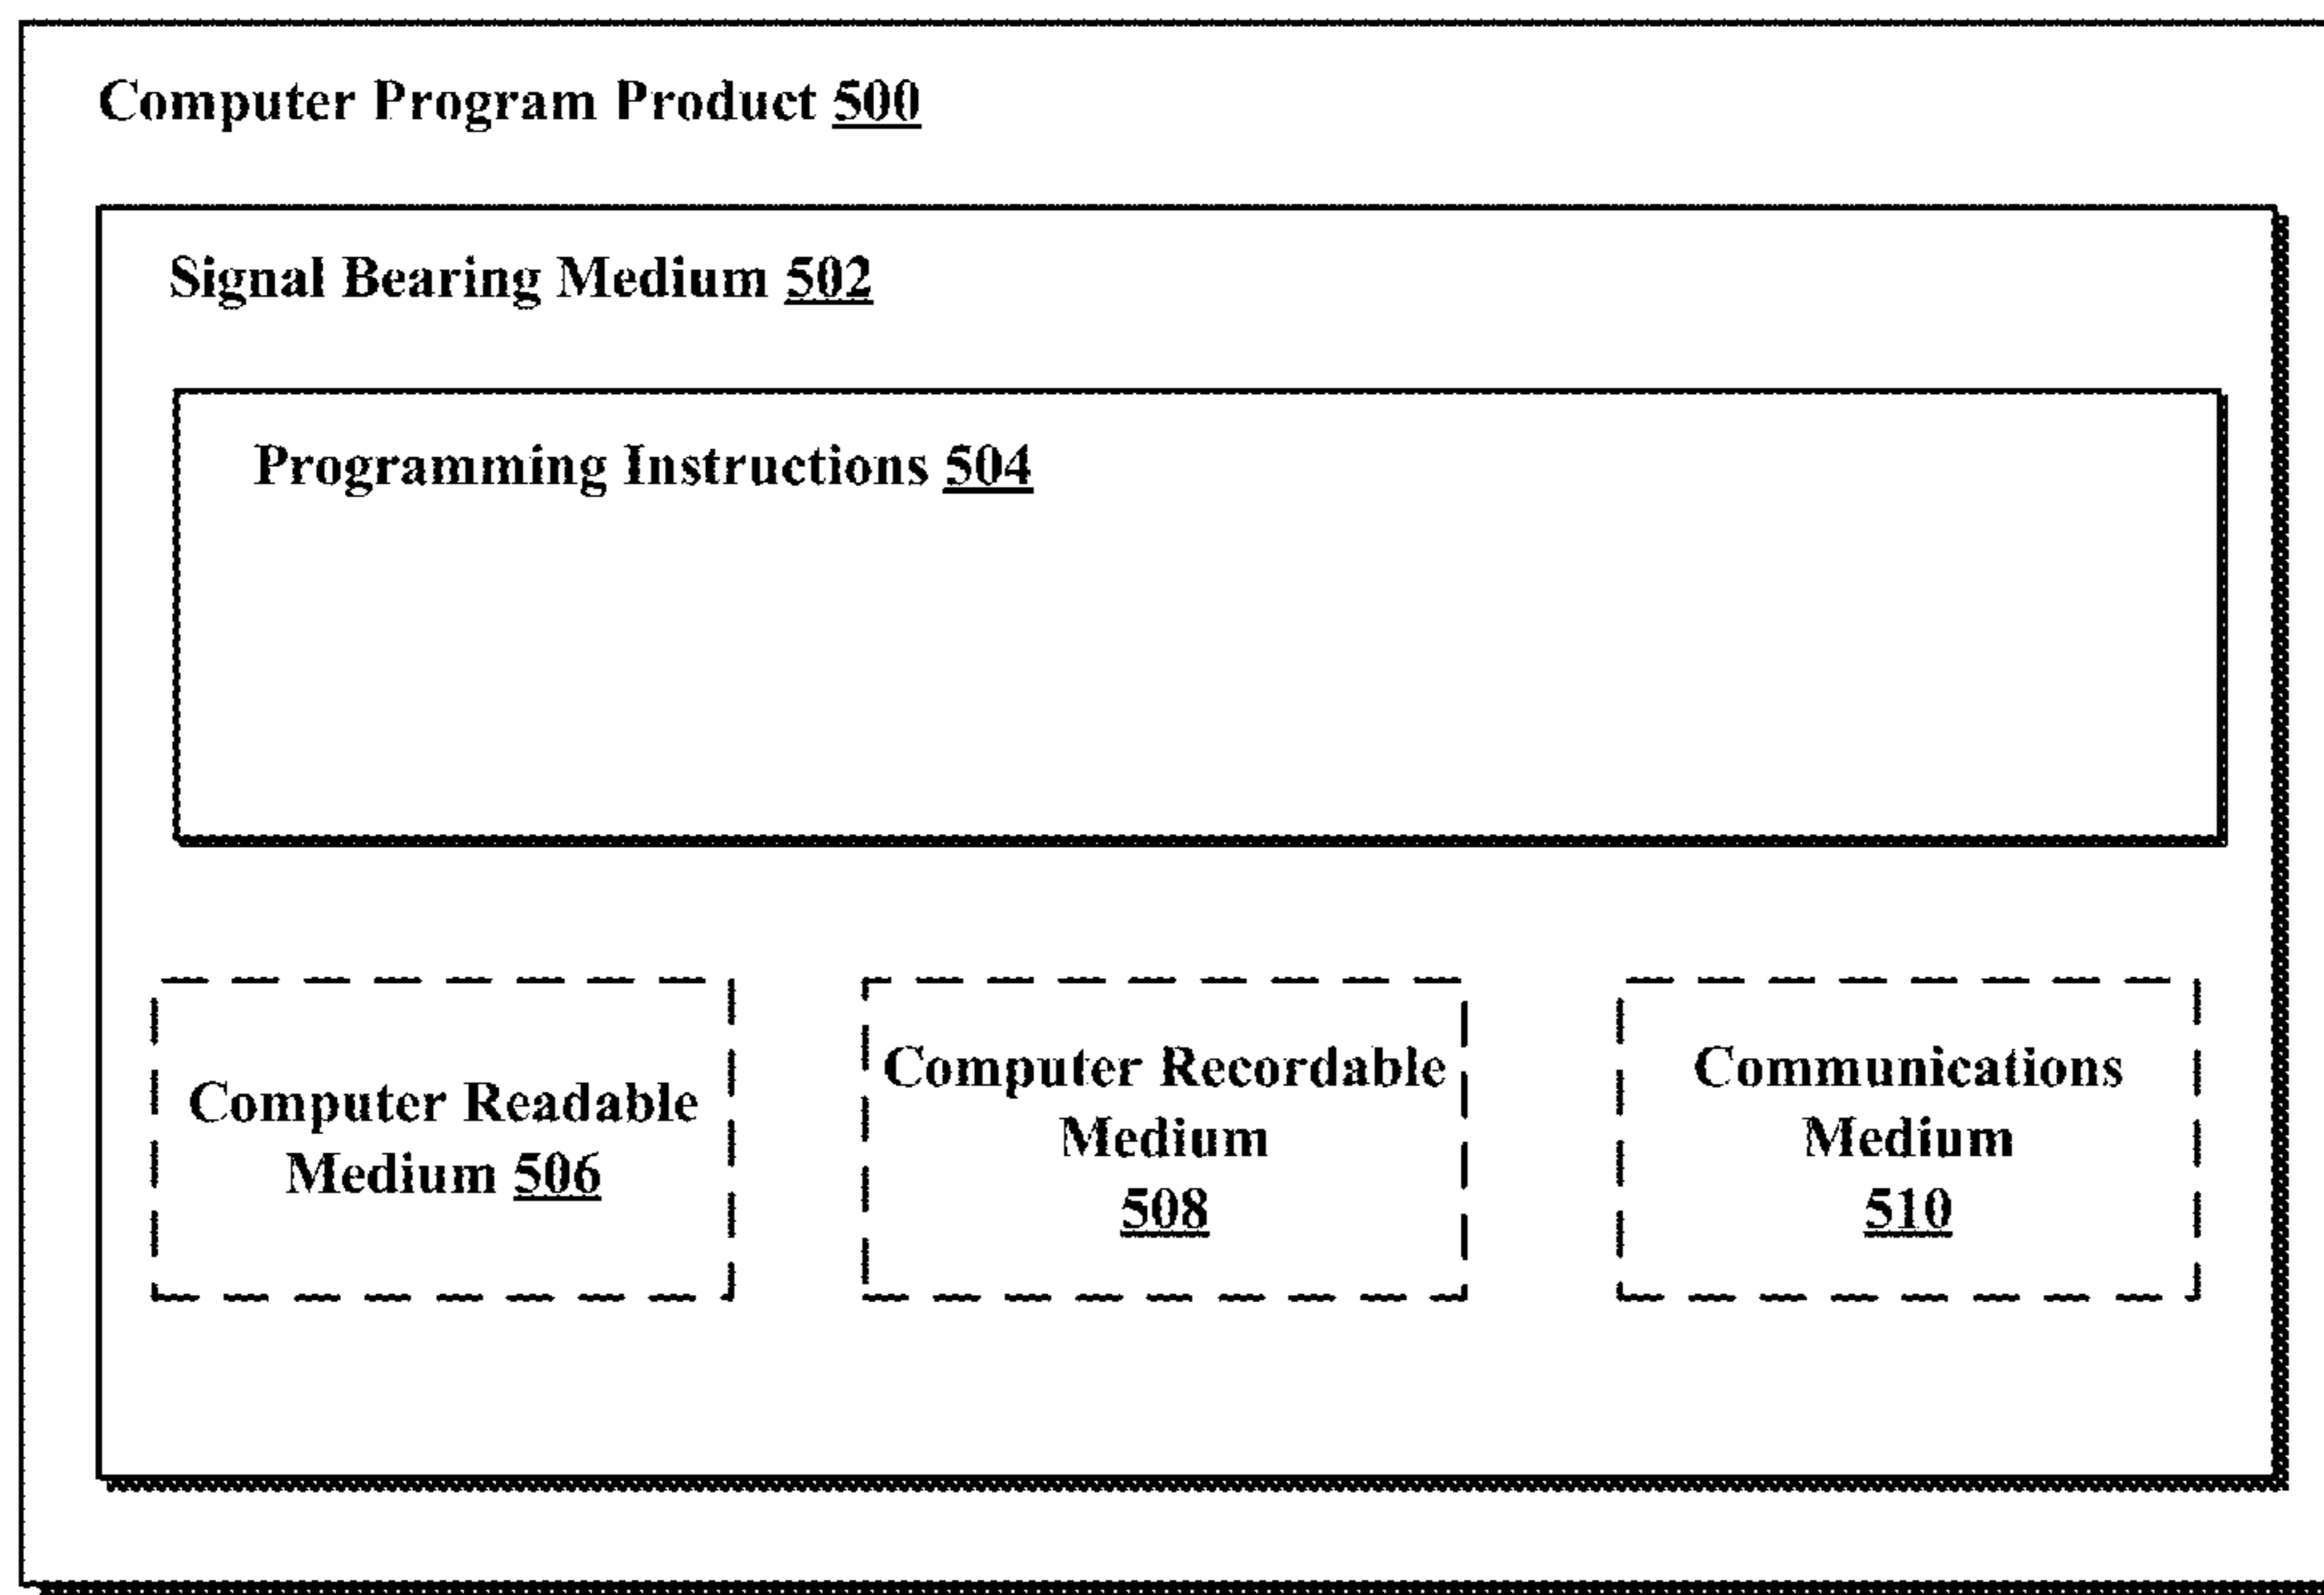 Computer Program Product 500
Signal Bearing Medium 502
Programming Instructions 504
Computer Readable
Medium 506
Computer Recordable
Medium
508
Communications
Medium
510